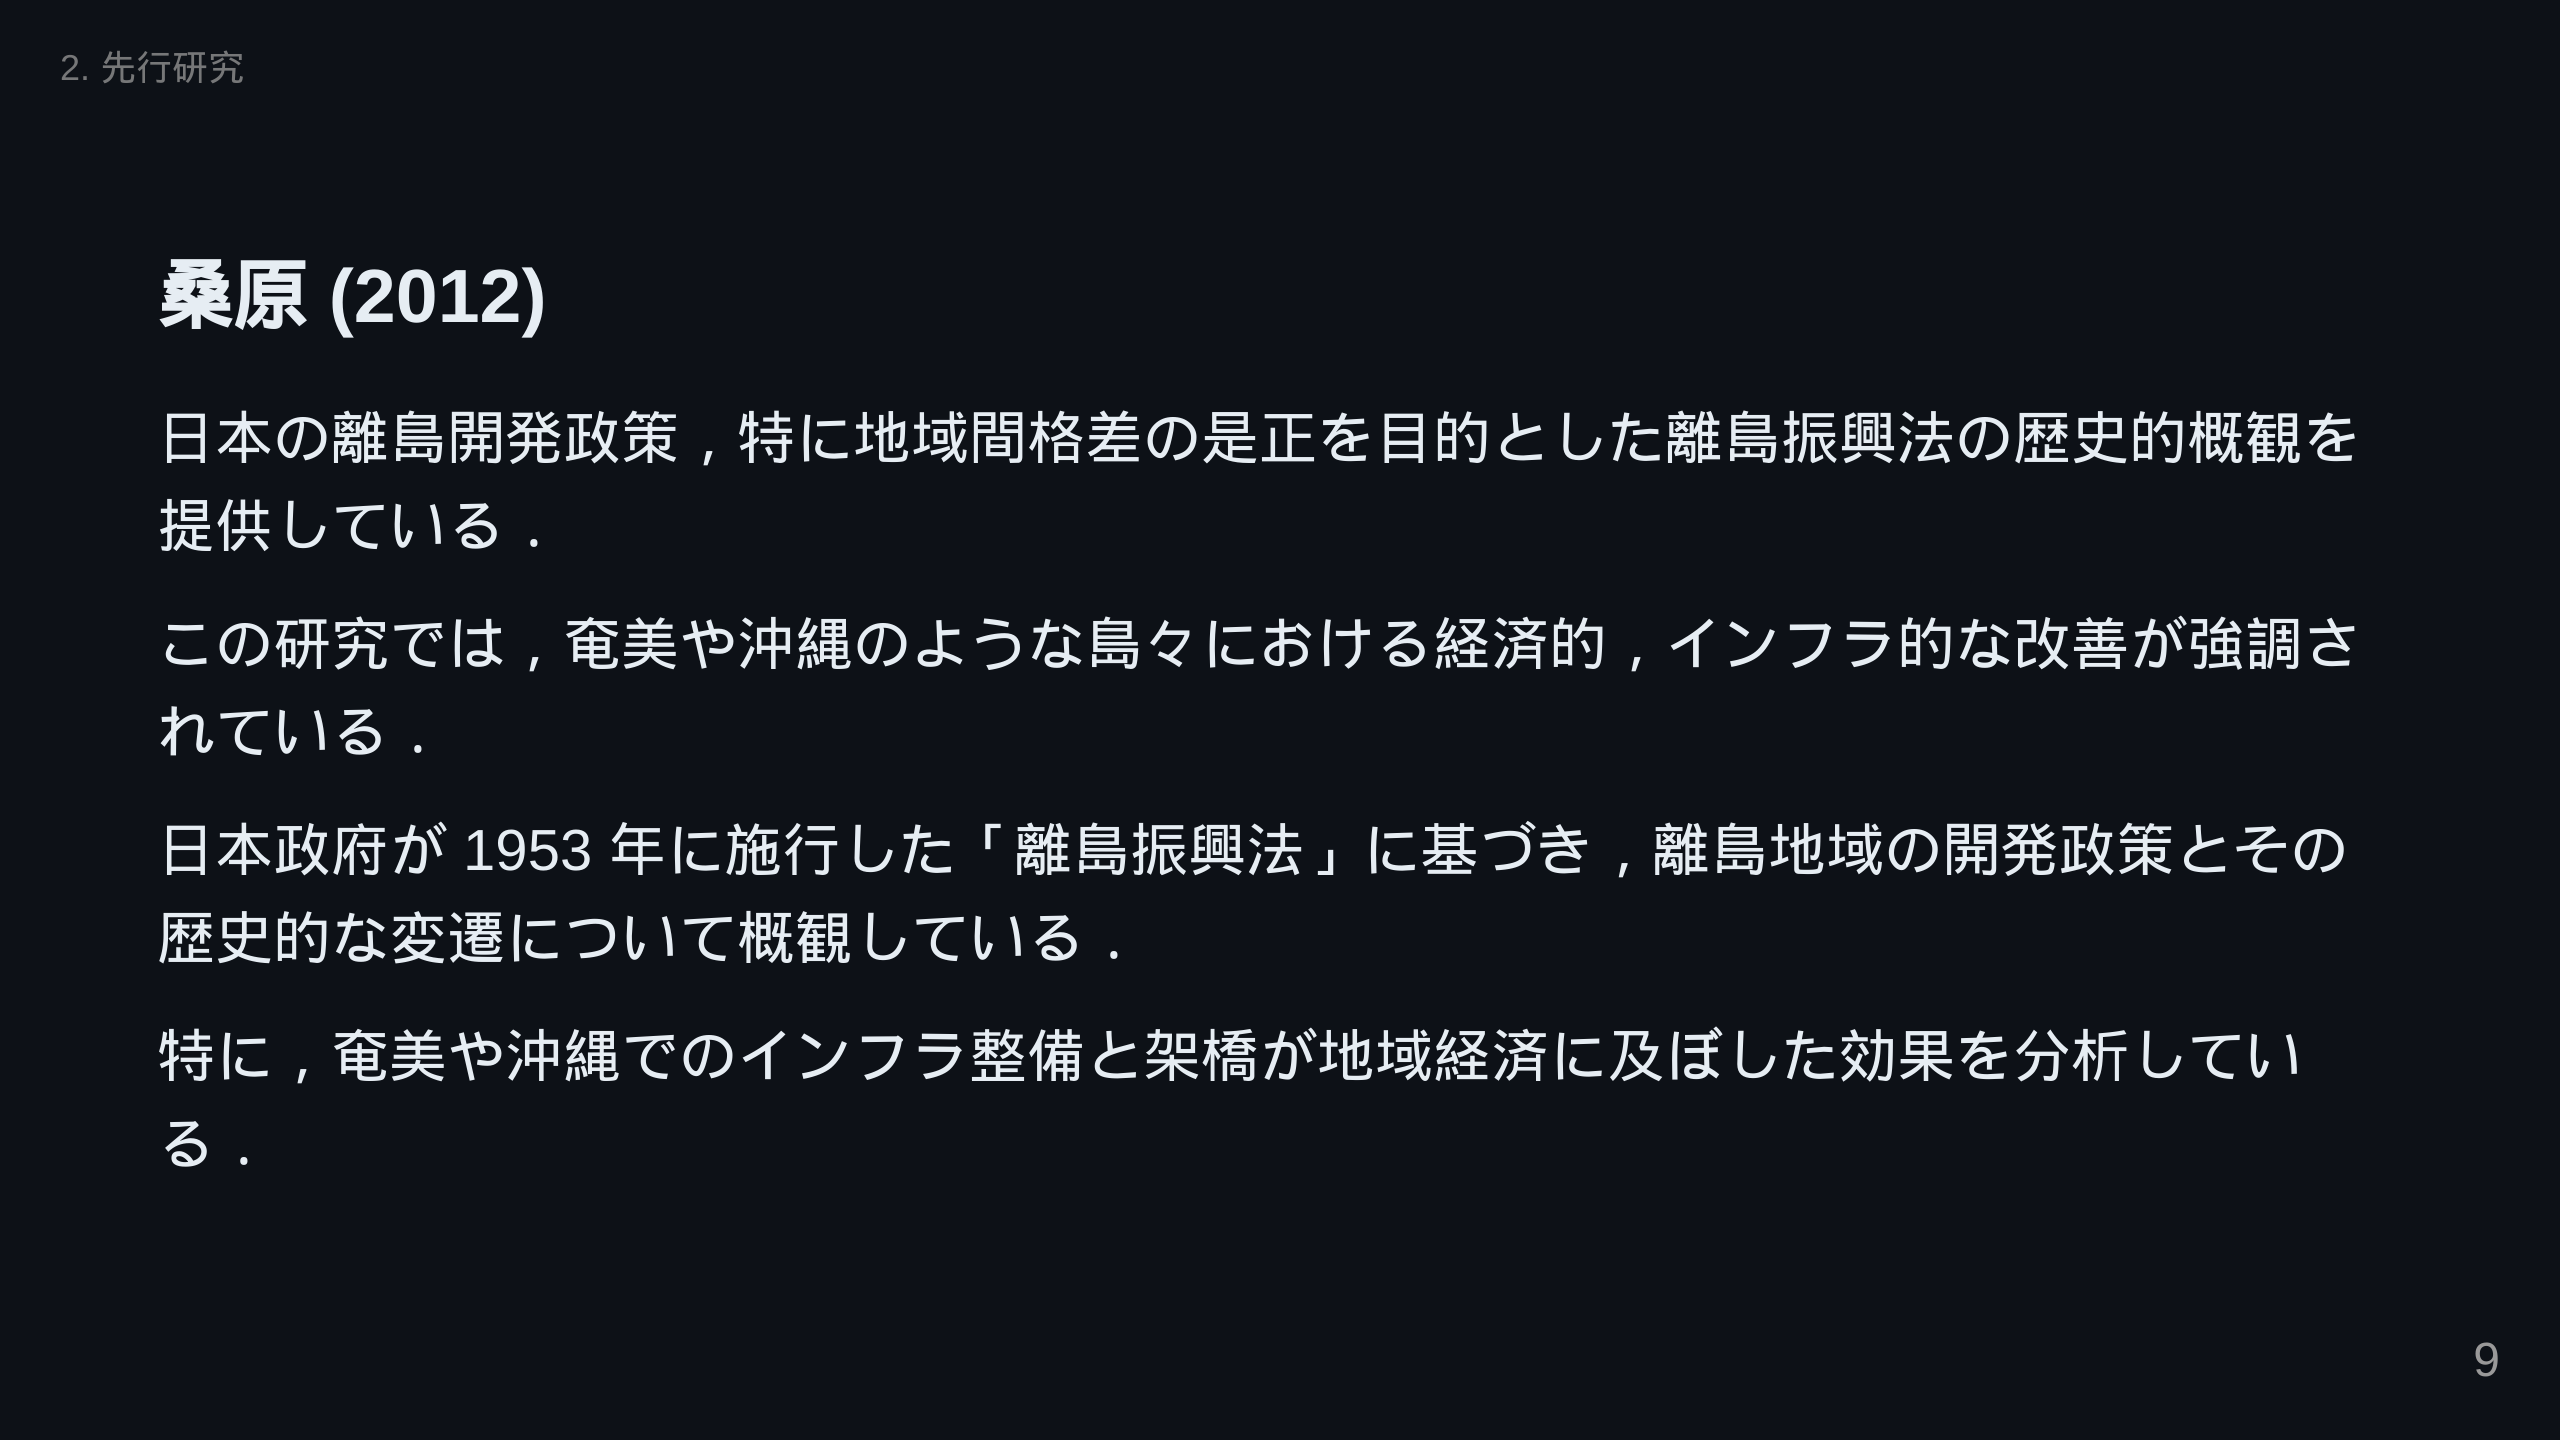 2. 先行研究
桑原 (2012)
日本の離島開発政策，特に地域間格差の是正を目的とした離島振興法の歴史的概観を
提供している．
この研究では，奄美や沖縄のような島々における経済的，インフラ的な改善が強調さ
れている．
日本政府が 1953 年に施行した「離島振興法」に基づき，離島地域の開発政策とその
歴史的な変遷について概観している．
特に，奄美や沖縄でのインフラ整備と架橋が地域経済に及ぼした効果を分析してい
る．
9